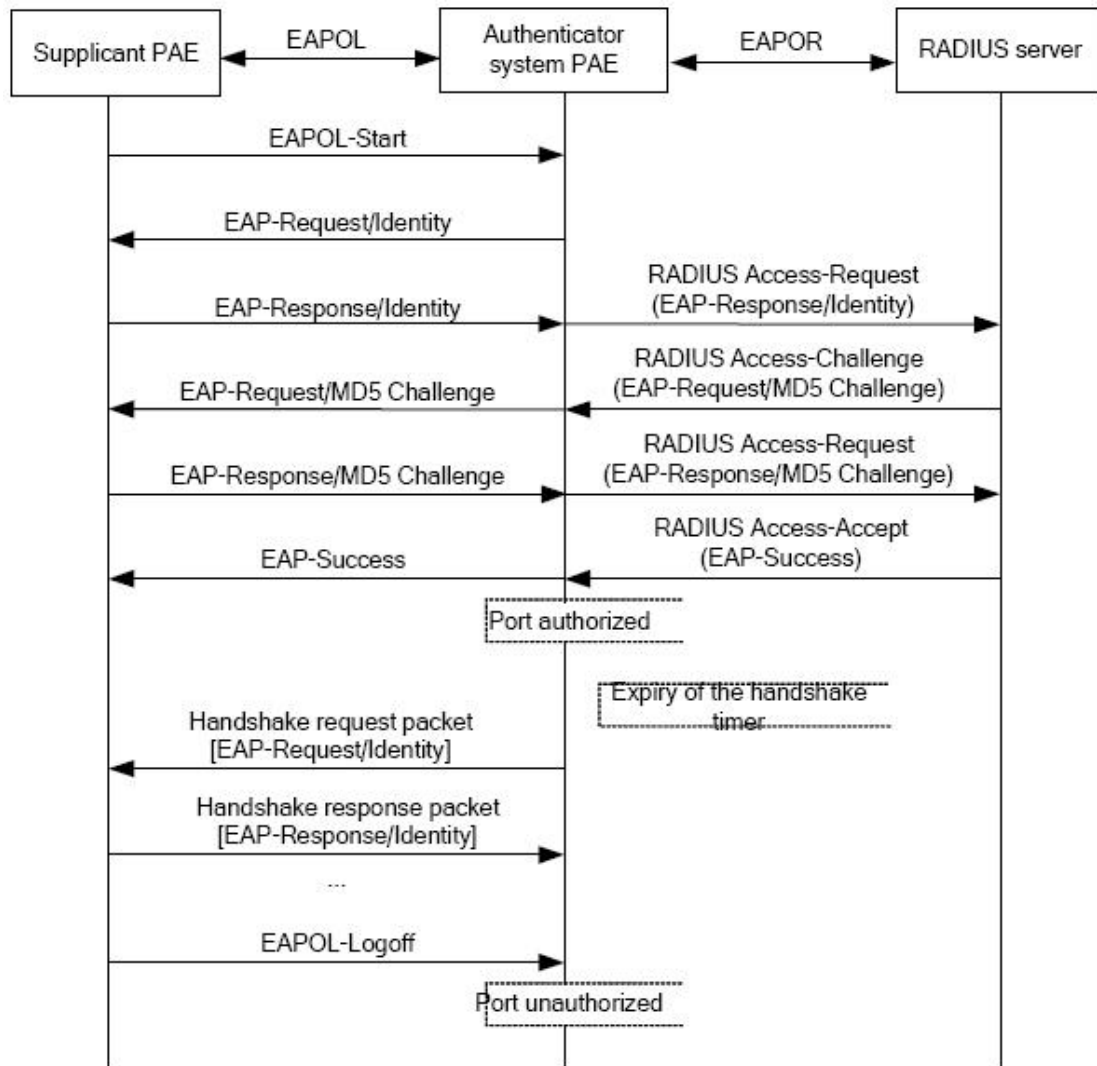 Supplicant PAE
EAPOL
Authenticator
system PAE
EAPOR
RADIUS server
EAPOL-Start
EAP-Request/Identity
EAP-Response/Identity
RADIUS Access-Request
(EAP-Response/Identity)
EAP-Request/MD5 Challenge
RADIUS Access-Challenge
(EAP-Request/MD5 Challenge)
EAP-Response/MD5 Challenge
RADIUS Access-Request
(EAP-Response/MD5 Challenge)
EAP-Success
RADIUS Access-Accept
(EAP-Success)
Port authorized
Expiry of the handshake
timer
Handshake request packet
[EAP-Request/Identity]
Handshake response packet
[EAP-Response/Identity]
...
EAPOL-Logoff
Port unauthorized